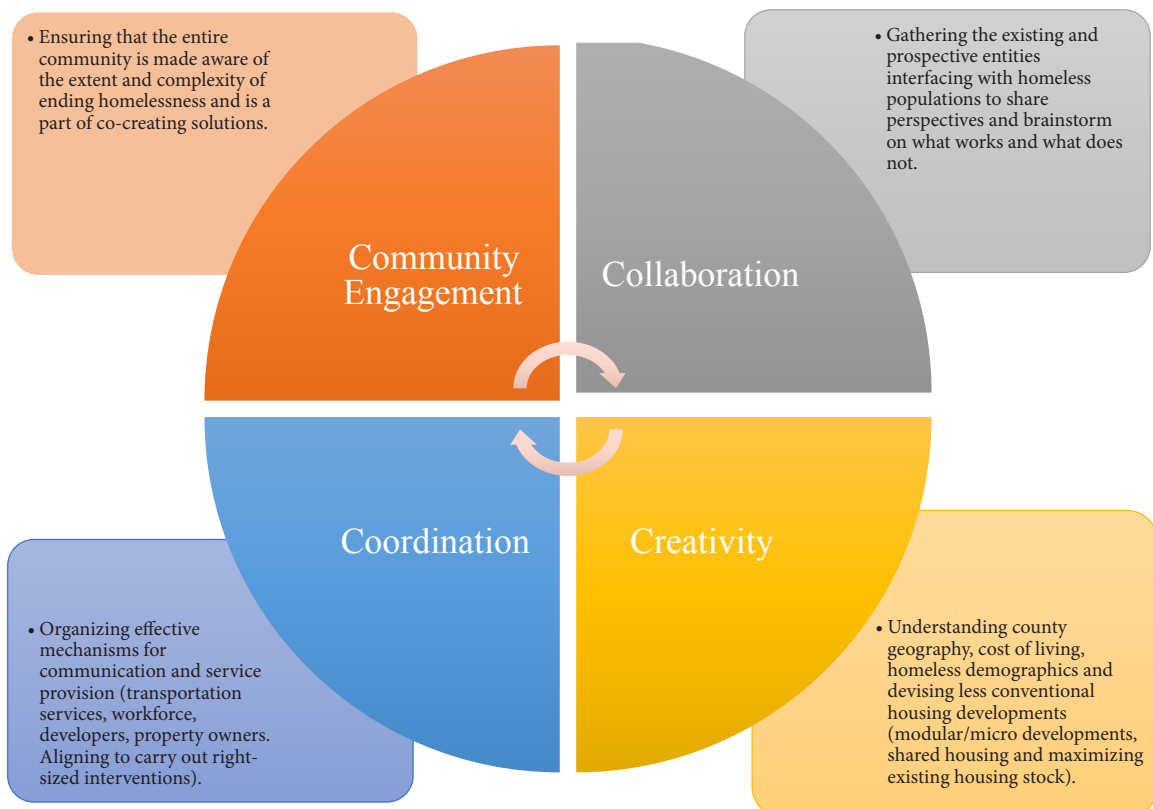 • Ensuring that the entire
community is made aware of
the extent and complexity of
ending homelessness and is a
part of co-creating solutions.
• Gathering the existing and
prospective entities
interfacing with homeless
populations to share
perspectives and brainstorm
on what works and what does
not.
Community
Engagement
Collaboration
Coordination
Creativity
• Organizing effective
mechanisms for
communication and service
provision (transportation
services, workforce,
developers, property owners.
Aligning to carry out right-
sized interventions).
• Understanding county
geography, cost of living,
homeless demographics and
devising less conventional
housing developments
(modular/micro developments,
shared housing and maximizing
existing housing stock).